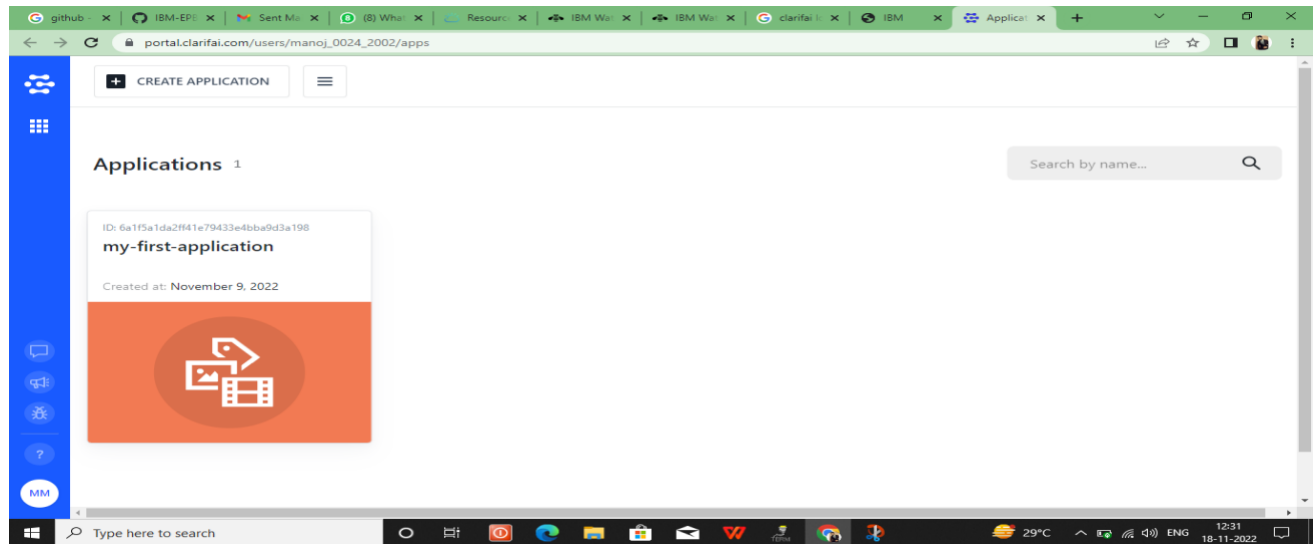 github -
IBM-EPB
Sent Ma
(8) What
Resourc
IBM Wat
IBM Wat
clarifai l
IBM
Applicat
portal.clarifai.com/users/manoj_0024_2002/apps
CREATE APPLICATION
Applications 1
Search by name...
ID: 6a1f5a1da2ff41e79433e4bba9d3a198
my-first-application
Created at: November 9, 2022
?
MM
Type here to search
29°C
ENG
12:31
18-11-2022